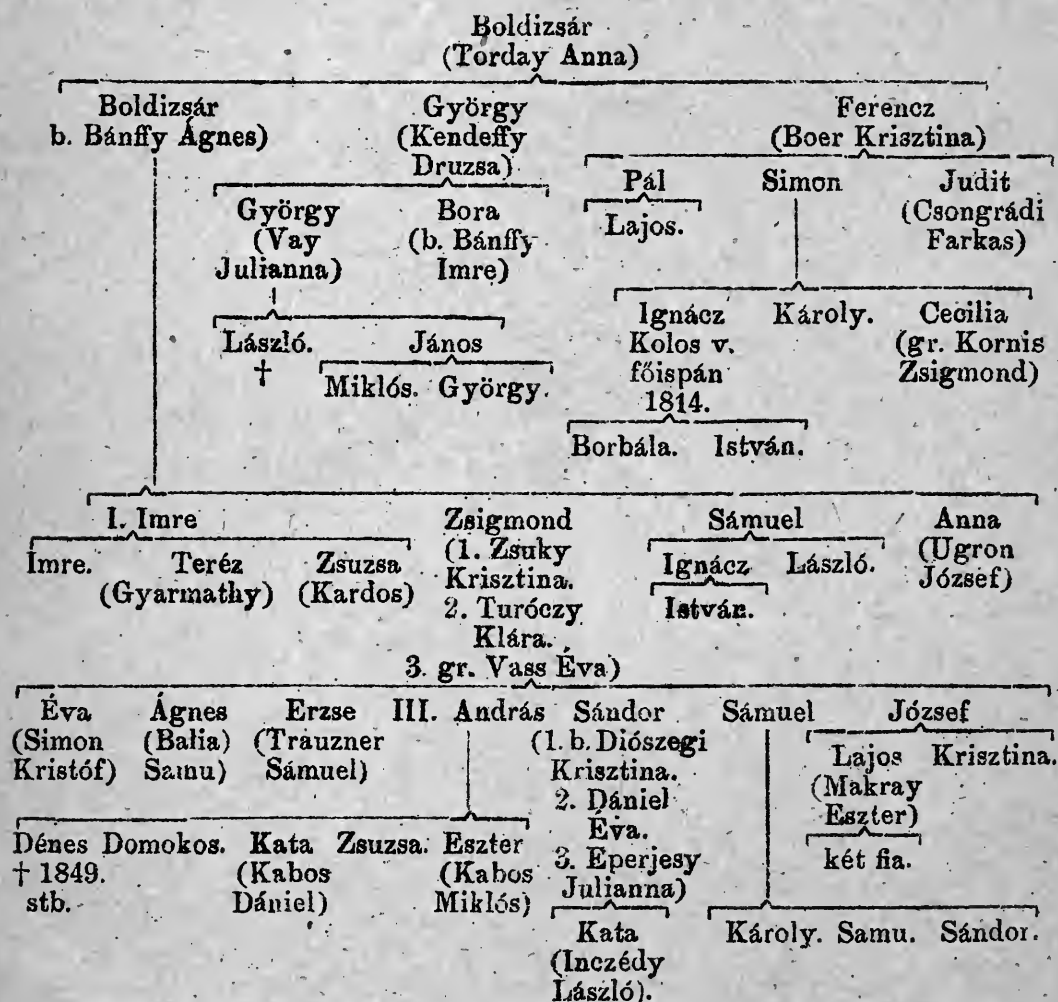 Boldizsár
(Torday Anna)
Boldizsár György Ferencz
b. Bánffy Ágnes) (Kendeffy (Boer Krisztina)
Druzsa)
Pál Simon Judit
György Bora Lajos. (Csongrádi
(Vay (b. Bánffy Farkas)
Julianna) Imre)
Ignácz Károly. Cecilia
László. János Kolos v. (gr. Kornis
† Miklós. György. főispán Zsigmond)
1814.
Borbála. István.
I. Imre Zsigmond Sámuel Anna
Imre. Teréz Zsuzsa (1. Zsuky Ignácz László. (Ugron
(Gyarmathy) (Kardos) Krisztina. István. József)
2. Turóczy
Klára.
3. gr. Vass Éva)
Éva Ágnes Erzse III. András Sándor Sámuel József
(Simon (Balia) (Trauzner (1. b. Diószegi Lajos Krisztina.
Kristóf) Samu) Sámuel) Krisztina. (Makray
2. Dániel Eszter)
Dénes Domokos. Kata Zsuzsa. Eszter Éva. két fia.
† 1849. (Kabos (Kabos 3. Eperjesy
stb. Dániel) Miklós) Julianna)
Kata Károly. Samu. Sándor.
(Inczédy
László).